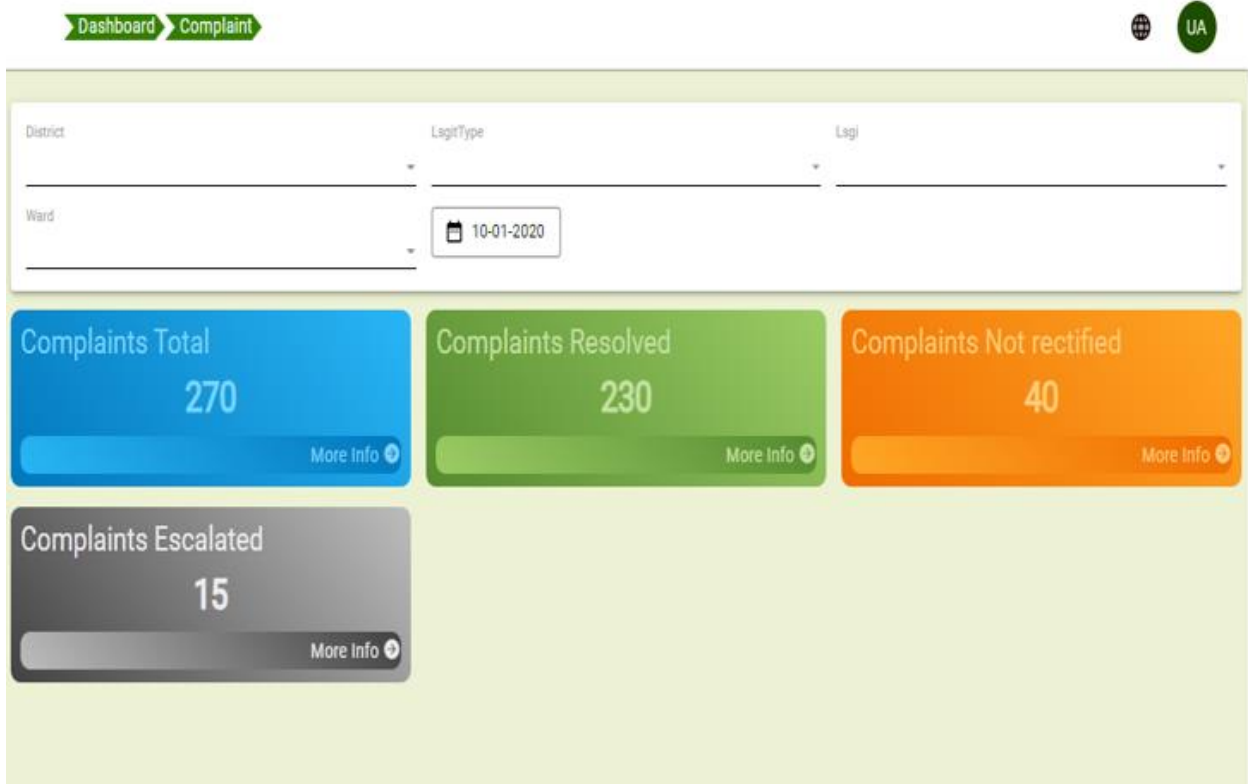 Dashboard Complaint
UA
District LsgitType Lsgi
Ward
10-01-2020
Complaints Total
270
More Info
Complaints Resolved
230
More Info
Complaints Not rectified
40
More Info
Complaints Escalated
15
More Info